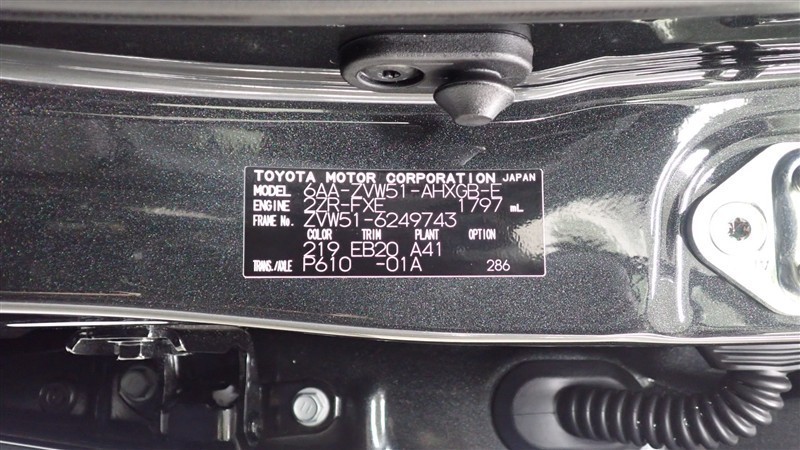 TOYOTA MOTOR CORPORATION JAPAN
MODEL 6AA-ZVW51-AHXGB-E
ENGINE 2ZR-FXE 1797 mL
FRAME No. ZVW51-6249743
COLOR TRIM PLANT OPTION
219 EB20 A41
TRANS./AXLE P610 -01A 286